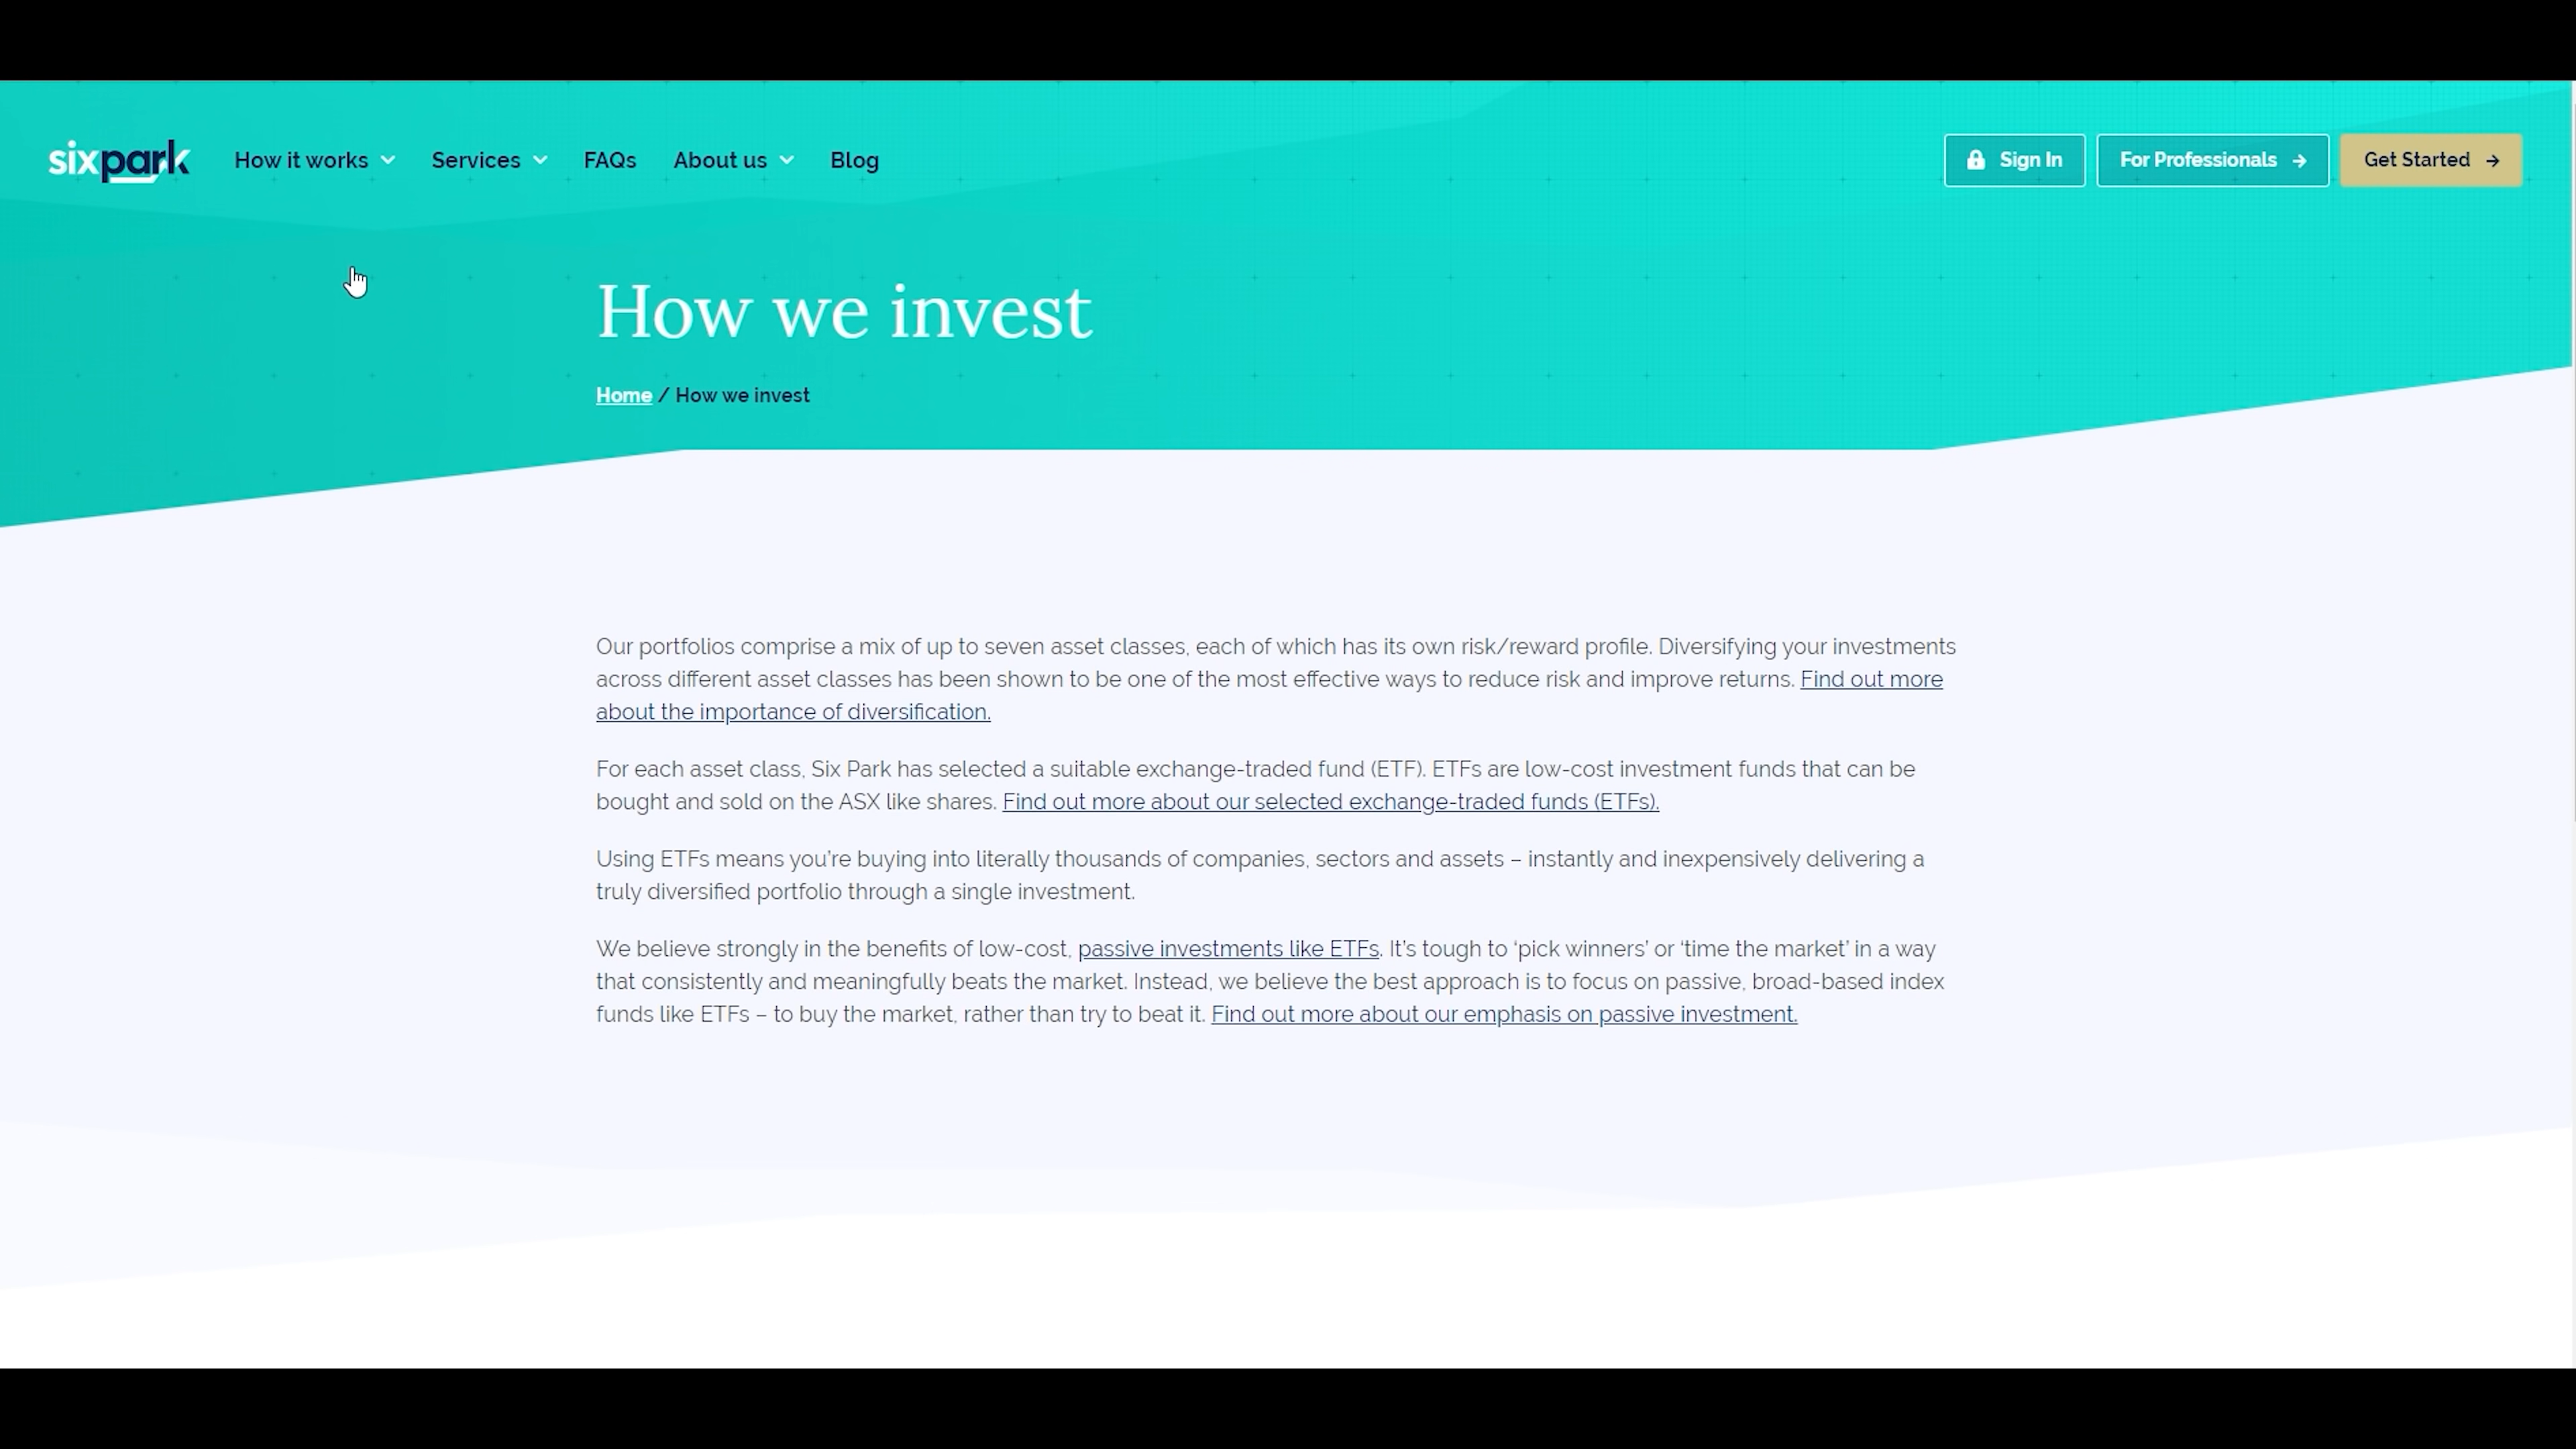 sixpark
How it works
Services
FAQs
About us
Blog
Sign In
For Professionals
Get Started
How we invest
Home / How we invest
Our portfolios comprise a mix of up to seven asset classes, each of which has its own risk/reward profile. Diversifying your investments
across different asset classes has been shown to be one of the most effective ways to reduce risk and improve returns. Find out more
about the importance of diversification.
For each asset class, Six Park has selected a suitable exchange-traded fund (ETF). ETFs are low-cost investment funds that can be
bought and sold on the ASX like shares. Find out more about our selected exchange-traded funds (ETFs).
Using ETFs means you’re buying into literally thousands of companies, sectors and assets – instantly and inexpensively delivering a
truly diversified portfolio through a single investment.
We believe strongly in the benefits of low-cost, passive investments like ETFs. It’s tough to ‘pick winners’ or ‘time the market’ in a way
that consistently and meaningfully beats the market. Instead, we believe the best approach is to focus on passive, broad-based index
funds like ETFs – to buy the market, rather than try to beat it. Find out more about our emphasis on passive investment.